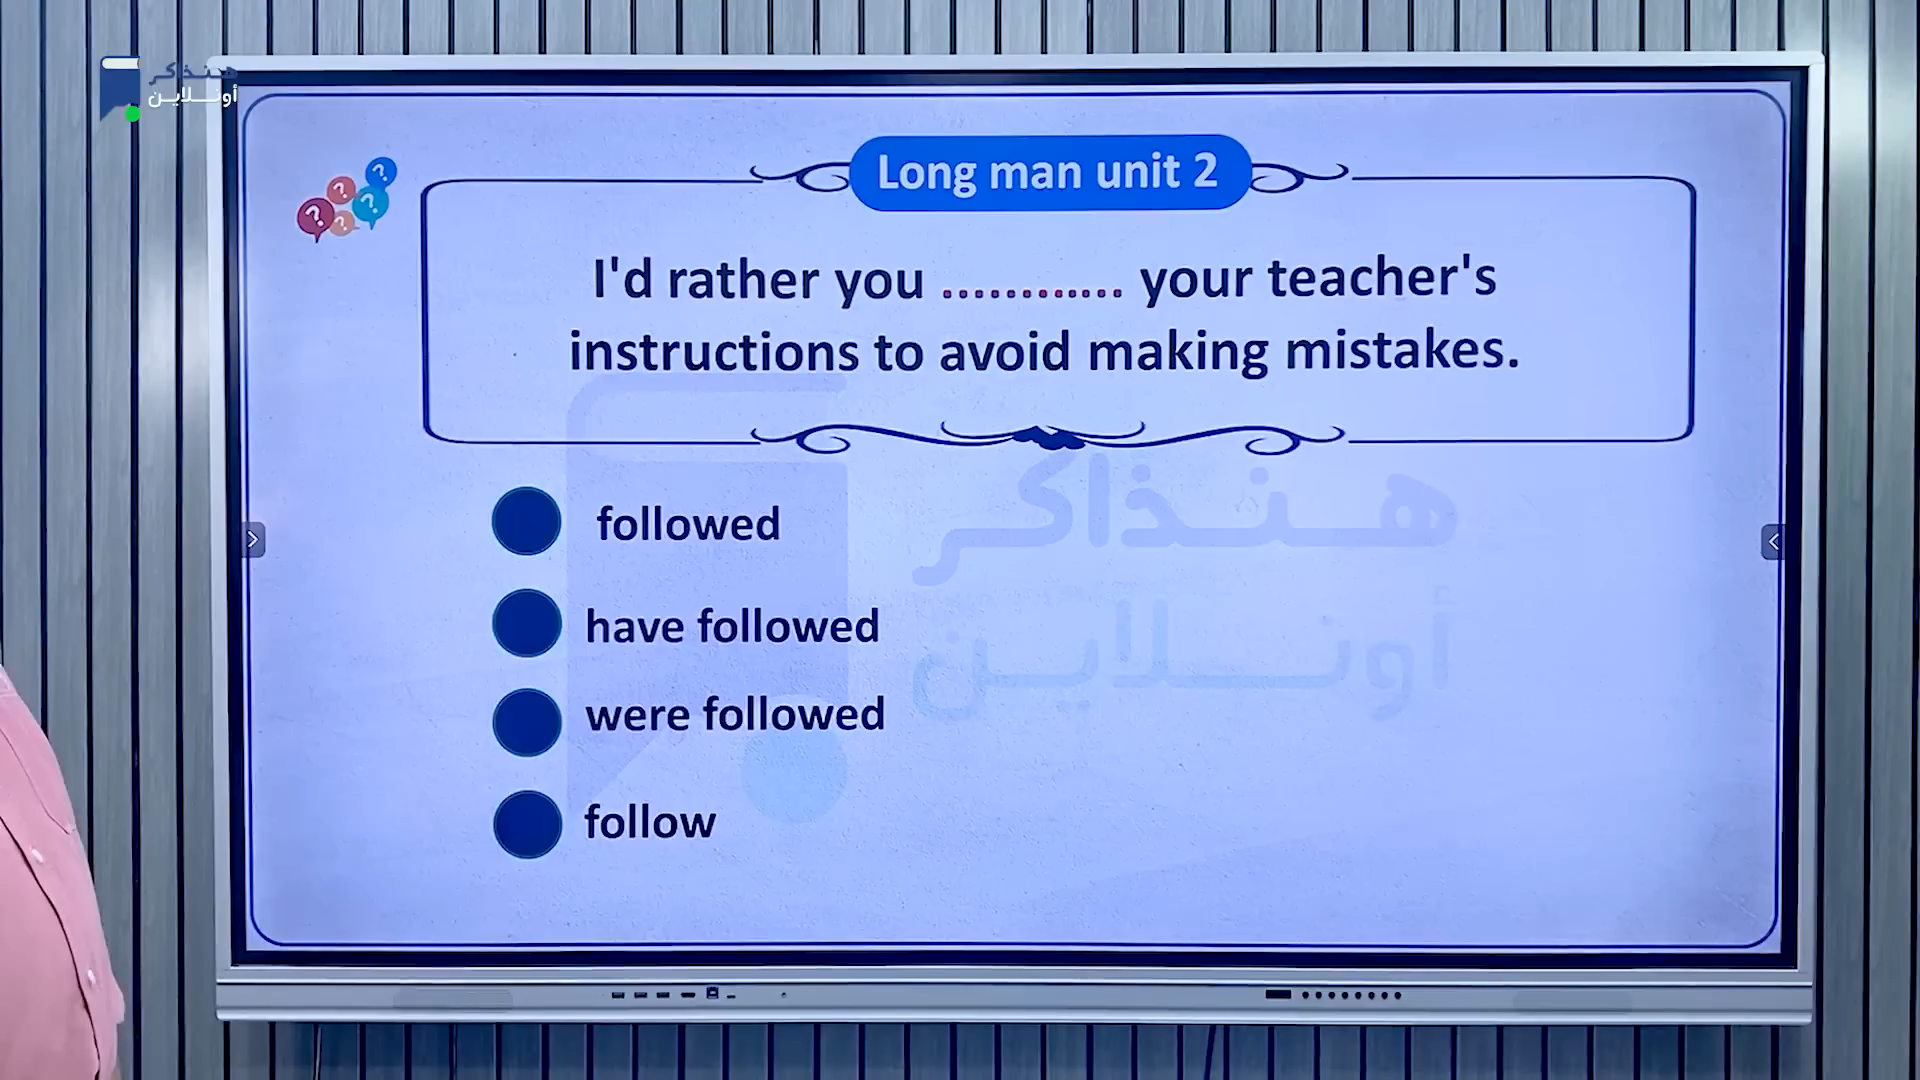 هنذاكر
أونلاين
Long man unit 2
I'd rather you ............ your teacher's
instructions to avoid making mistakes.
followed
have followed
were followed
follow
هنذاكر
أونلاين